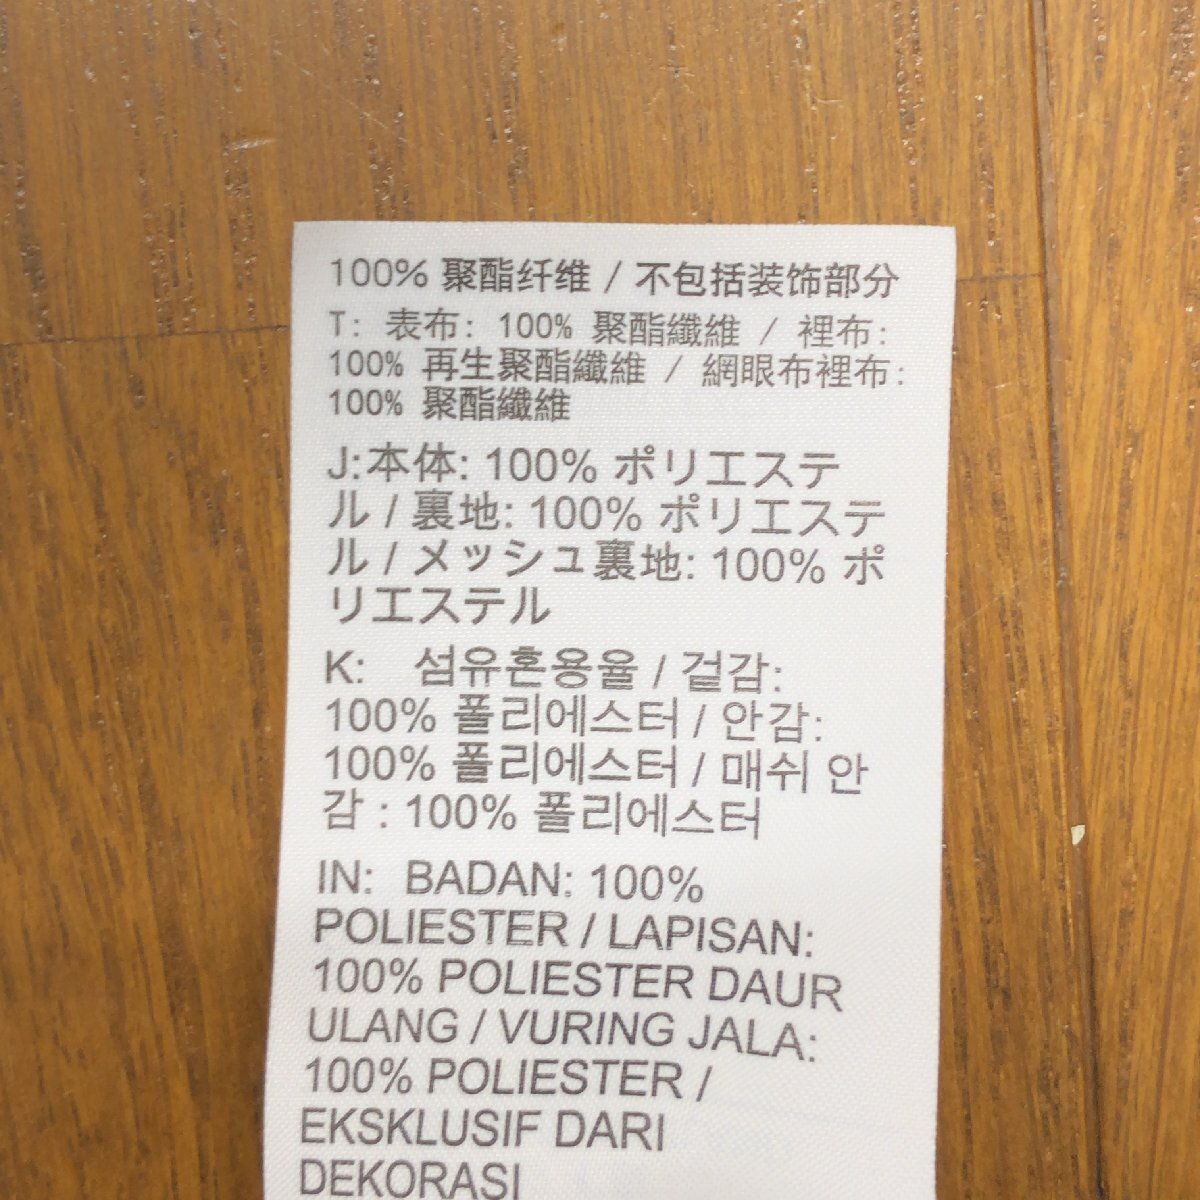 100% 聚酯纤维 / 不包括装饰部分
T: 表布: 100% 聚酯纖維 / 裡布:
100% 再生聚酯纖維 / 網眼布裡布:
100% 聚酯纖維
J:本体: 100% ポリエステ
ル / 裏地: 100% ポリエステ
ル / メッシュ裏地: 100% ポ
リエステル
K: 섬유혼용율 / 겉감:
100% 폴리에스터 / 안감:
100% 폴리에스터 / 매쉬 안
감 : 100% 폴리에스터
IN: BADAN: 100%
POLIESTER / LAPISAN:
100% POLIESTER DAUR
ULANG / VURING JALA:
100% POLIESTER /
EKSKLUSIF DARI
DEKORASI